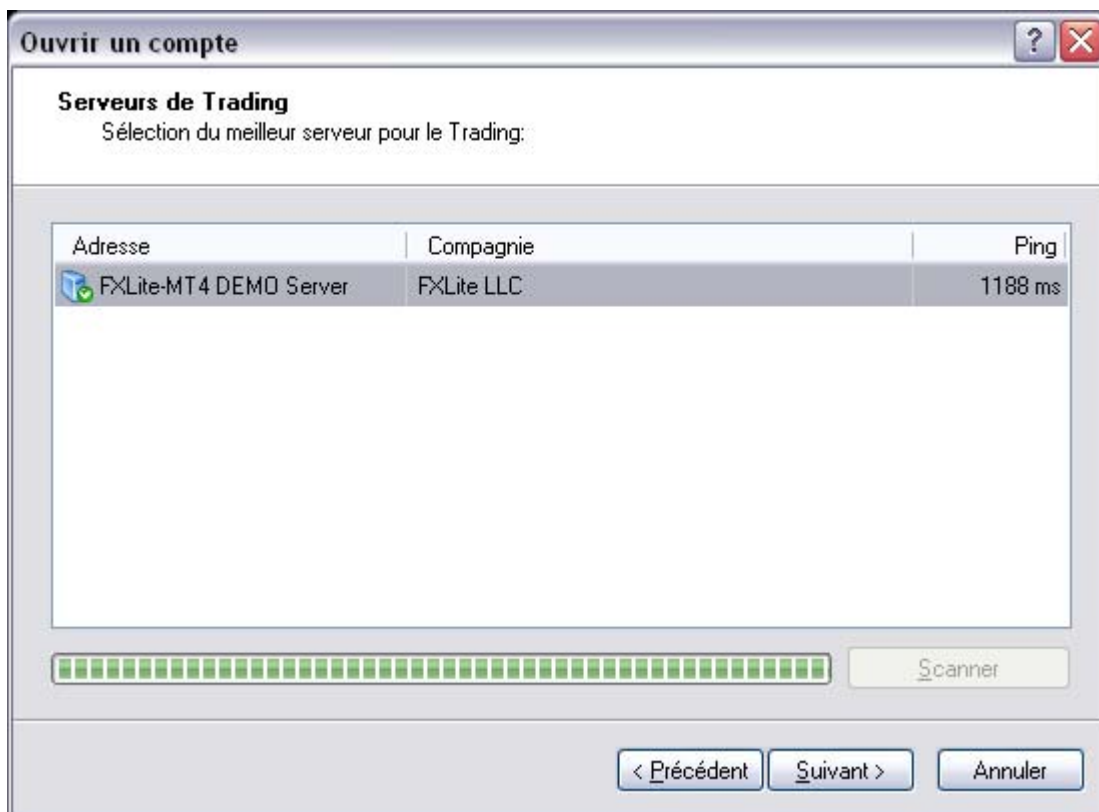 Ouvrir un compte
Serveurs de Trading
Sélection du meilleur serveur pour le Trading:
Adresse Compagnie Ping
FXLite-MT4 DEMO Server FXLite LLC 1188 ms
Scanner
< Précédent Suivant > Annuler